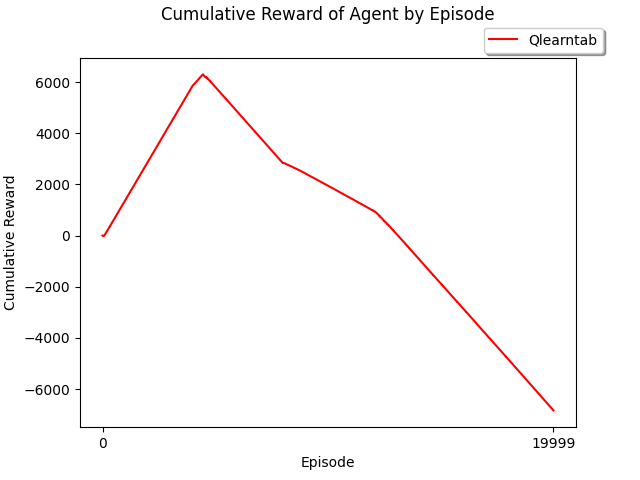 Cumulative Reward of Agent by Episode
Qlearntab
6000
4000
2000
0
−2000
−4000
−6000
Cumulative Reward
0
19999
Episode